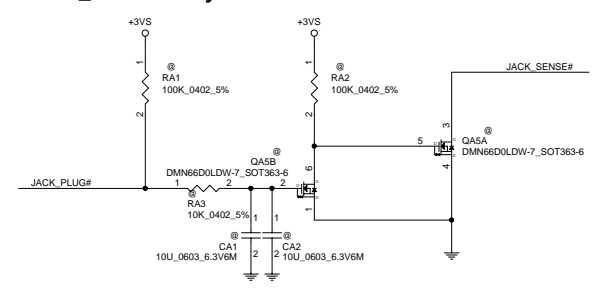 +3VS
+3VS
@
RA1
100K_0402_5%
1
2
@
RA2
100K_0402_5%
1
2
JACK_SENSE#
3
@
QA5A
DMN66D0LDW-7_SOT363-6
5
4
@
QA5B
DMN66D0LDW-7_SOT363-6
6
JACK_PLUG#
1
2
2
@
RA3
10K_0402_5%
1
1
1
@
CA1
10U_0603_6.3V6M
2
@
CA2
10U_0603_6.3V6M
2